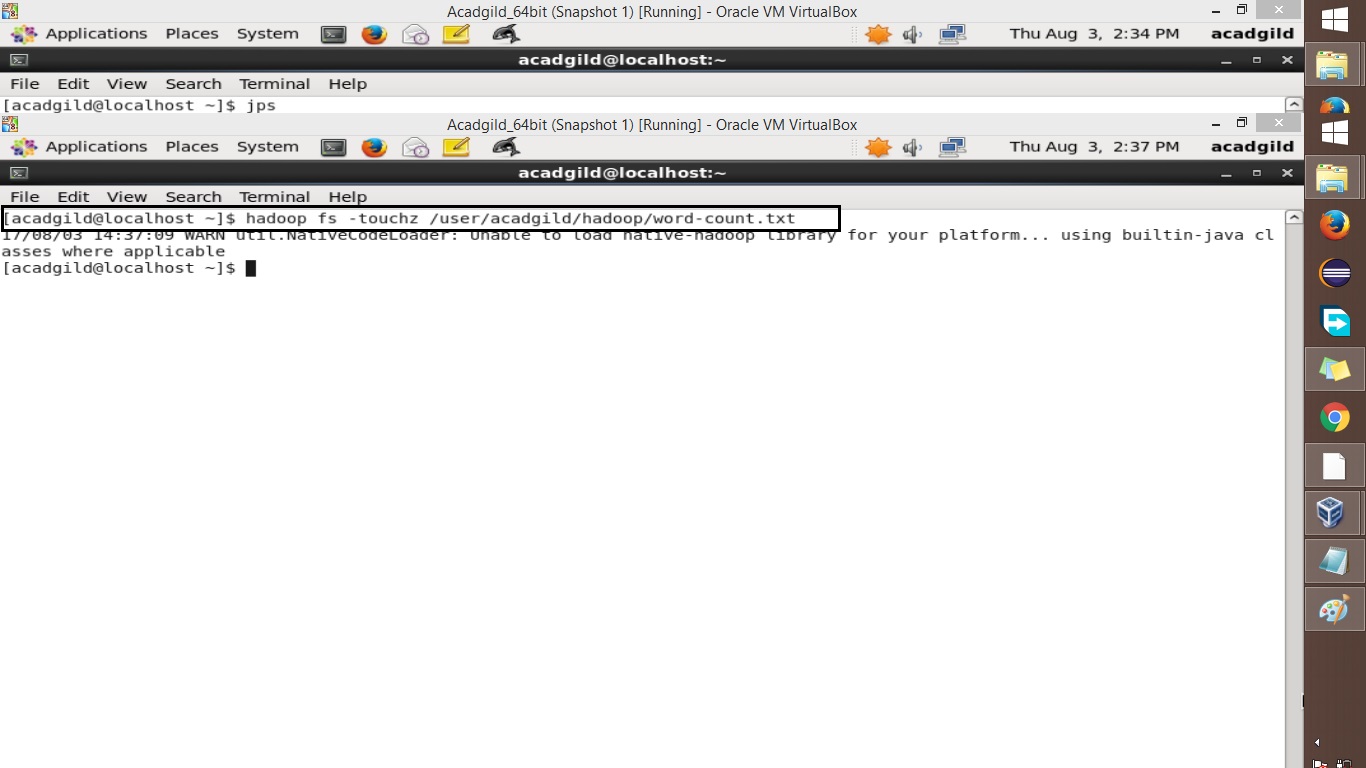 Acadgild_64bit (Snapshot 1) [Running] - Oracle VM VirtualBox
Applications Places System Thu Aug 3, 2:34 PM acadgild
acadgild@localhost:~
File Edit View Search Terminal Help
[acadgild@localhost ~]$ jps
Acadgild_64bit (Snapshot 1) [Running] - Oracle VM VirtualBox
Applications Places System Thu Aug 3, 2:37 PM acadgild
acadgild@localhost:~
File Edit View Search Terminal Help
[acadgild@localhost ~]$ hadoop fs -touchz /user/acadgild/hadoop/word-count.txt
17/08/03 14:37:09 WARN util.NativeCodeLoader: Unable to load native-hadoop library for your platform... using builtin-java cl
asses where applicable
[acadgild@localhost ~]$